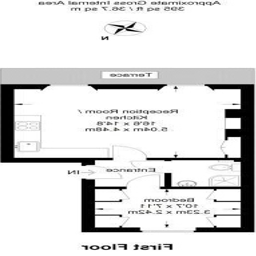 Approximate Gross Internal Area
395 sq ft / 36.7 sq m
N
Terrace
Reception Room /
Kitchen
16'6 x 14'8
5.04m x 4.48m
IN
Entrance
Bedroom
10'7 x 7'11
3.23m x 2.42m
First Floor